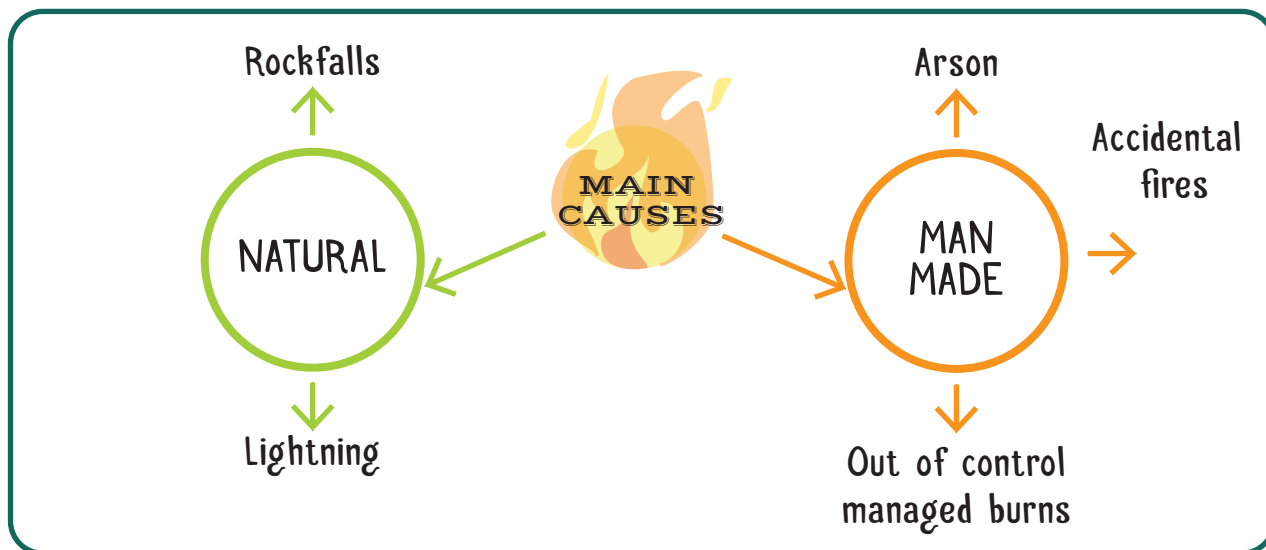 Rockfalls
NATURAL
Lightning
MAIN
CAUSES
Arson
Accidental
fires
MAN
MADE
Out of control
managed burns